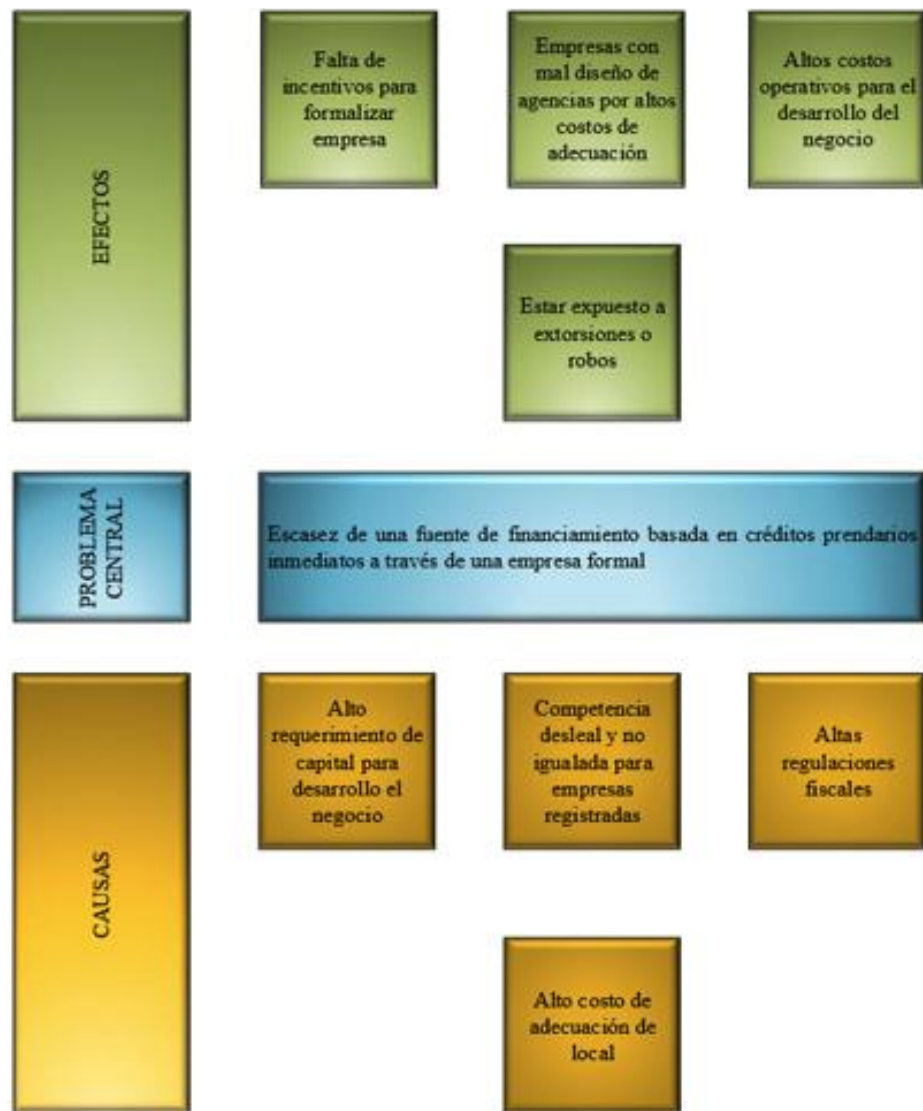 EFECTOS
Falta de
incentivos para
formalizar
empresa
Empresas con
mal diseño de
agencias por altos
costos de
adecuación
Altos costos
operativos para el
desarrollo del
negocio
Estar expuesto a
extorsiones o
robos
PROBLEMA
CENTRAL
Escasez de una fuente de financiamiento basada en créditos prendarios
inmediatos a través de una empresa formal
CAUSAS
Alto
requerimiento de
capital para
desarrollo el
negocio
Competencia
desleal y no
igualada para
empresas
registradas
Altas
regulaciones
fiscales
Alto costo de
adecuación de
local